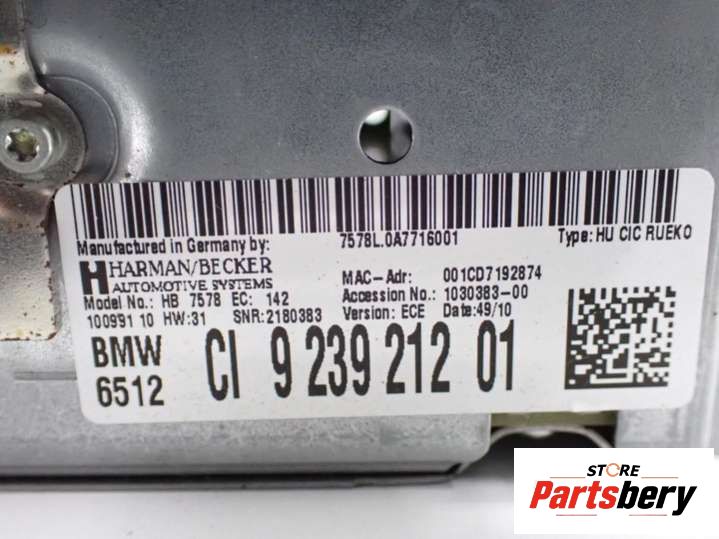 7578L.0A7716001
Manufactured in Germany by:
Type: HU CIC RUEKO
HARMAN/BECKER
AUTOMOTIVE SYSTEMS
MAC-Adr: 001CD7192874
Model No.: HB 7578 EC: 142
Accession No.: 1030383-00
100991 10 HW:31 SNR:2180383
Version: ECE Date:49/10
BMW
6512
CI 9 239 212 01
STORE
Partsbery